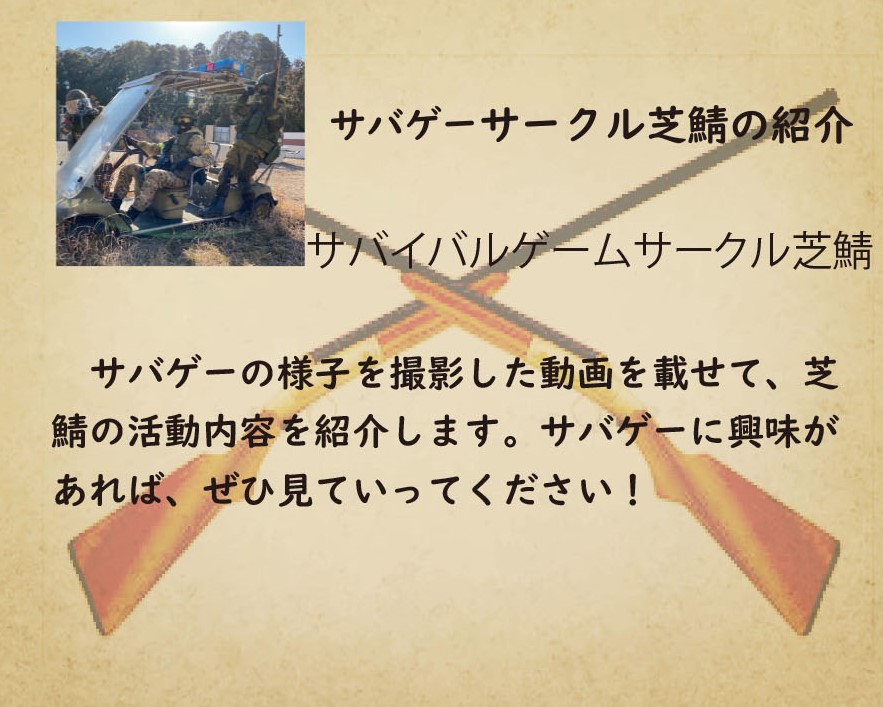 サバゲーサークル芝鯖の紹介
サバイバルゲームサークル芝鯖
　サバゲーの様子を撮影した動画を載せて、芝
鯖の活動内容を紹介します。サバゲーに興味が
あれば、ぜひ見ていってください！